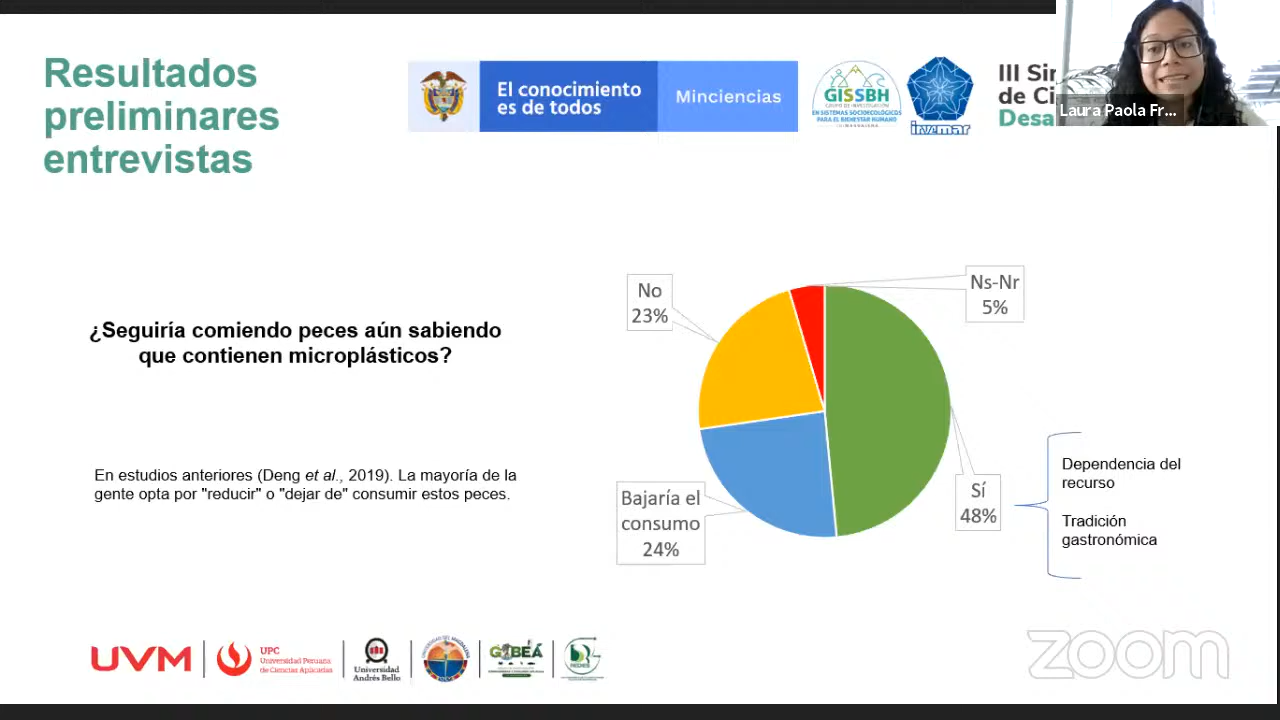 Resultados
preliminares
entrevistas
El conocimiento
es de todos
Minciencias
GISSBH
GRUPO DE INVESTIGACIÓN
EN SISTEMAS SOCIOECOLÓGICOS
PARA EL BIENESTAR HUMANO
invemar
III Sir
de Ci
Desa
Laura Paola Fr...
¿Seguiría comiendo peces aún sabiendo
que contienen microplásticos?
En estudios anteriores (Deng et al., 2019). La mayoría de la
gente opta por "reducir" o "dejar de" consumir estos peces.
No
23%
Ns-Nr
5%
Bajaría el
consumo
24%
Sí
48%
Dependencia del
recurso
Tradición
gastronómica
UVM
UPC
Universidad Peruana
de Ciencias Aplicadas
Universidad
Andrés Bello
zoom